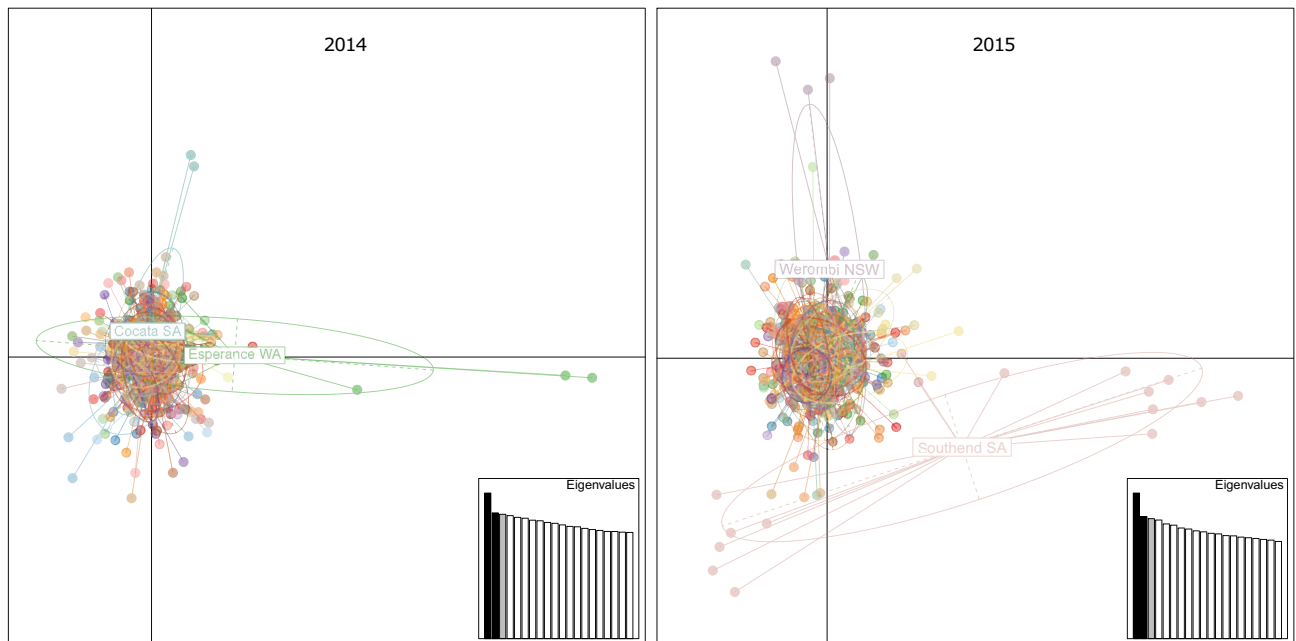 2014
Cocata SA
Esperance WA
Eigenvalues
2015
Werombi NSW
Southend SA
Eigenvalues